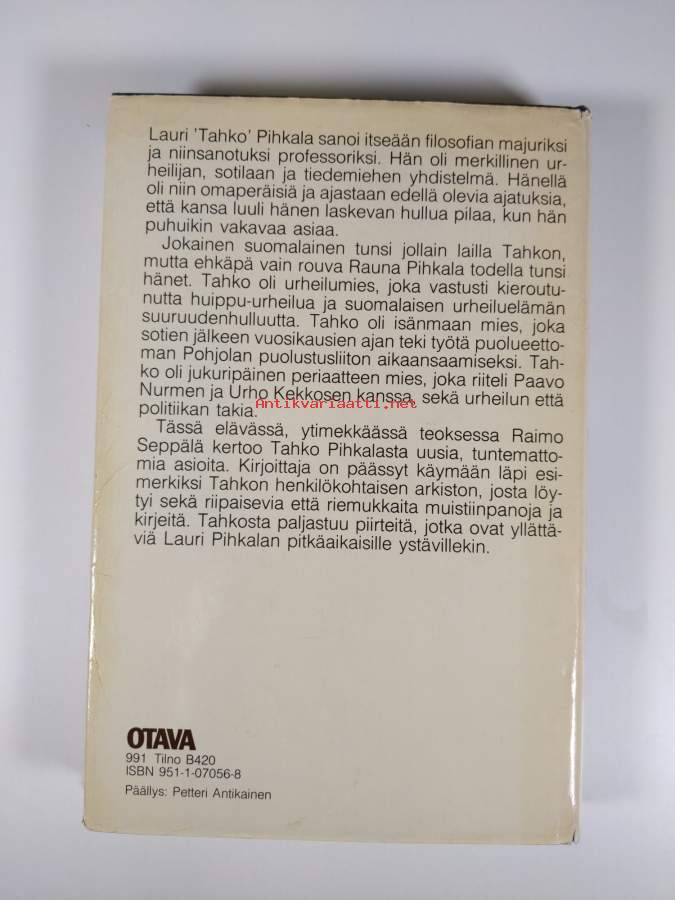 Lauri 'Tahko' Pihkala sanoi itseään filosofian majuriksi
ja niinsanotuksi professoriksi. Hän oli merkillinen ur-
heilijan, sotilaan ja tiedemiehen yhdistelmä. Hänellä
oli niin omaperäisiä ja ajastaan edellä olevia ajatuksia,
että kansa luuli hänen laskevan hullua pilaa, kun hän
puhuikin vakavaa asiaa.
Jokainen suomalainen tunsi jollain lailla Tahkon,
mutta ehkäpä vain rouva Rauna Pihkala todella tunsi
hänet. Tahko oli urheilumies, joka vastusti kieroutu-
nutta huippu-urheilua ja suomalaisen urheiluelämän
suuruudenhulluutta. Tahko oli isänmaan mies, joka
sotien jälkeen vuosikausien ajan teki työtä puolueetto-
man Pohjolan puolustusliiton aikaansaamiseksi. Tah-
ko oli jukuripäinen periaatteen mies, joka riiteli Paavo
Nurmen ja Urho Kekkosen kanssa, sekä urheilun että
Antikvariaatti.net
politiikan takia.
Tässä elävässä, ytimekkäässä teoksessa Raimo
Seppälä kertoo Tahko Pihkalasta uusia, tuntematto-
mia asioita. Kirjoittaja on päässyt käymään läpi esi-
merkiksi Tahkon henkilökohtaisen arkiston, josta löy-
tyi sekä riipaisevia että riemukkaita muistiinpanoja ja
kirjeitä. Tahkosta paljastuu piirteitä, jotka ovat yllättä-
viä Lauri Pihkalan pitkäaikaisille ystävillekin.
OTAVA
991 Tilno B420
ISBN 951-1-07056-8
Päällys: Petteri Antikainen